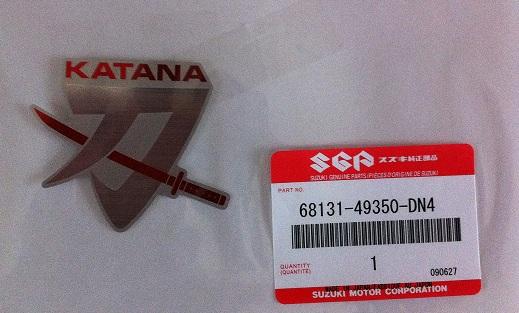 KATANA
刀
SGP スズキ純正部品
SUZUKI GENUINE PARTS/PIÈCES D'ORIGINE DE SUZUKI
PART NO.
68131-49350-DN4
QUANTITY
(QUANTITÉ)
1
090627
SUZUKI MOTOR CORPORATION